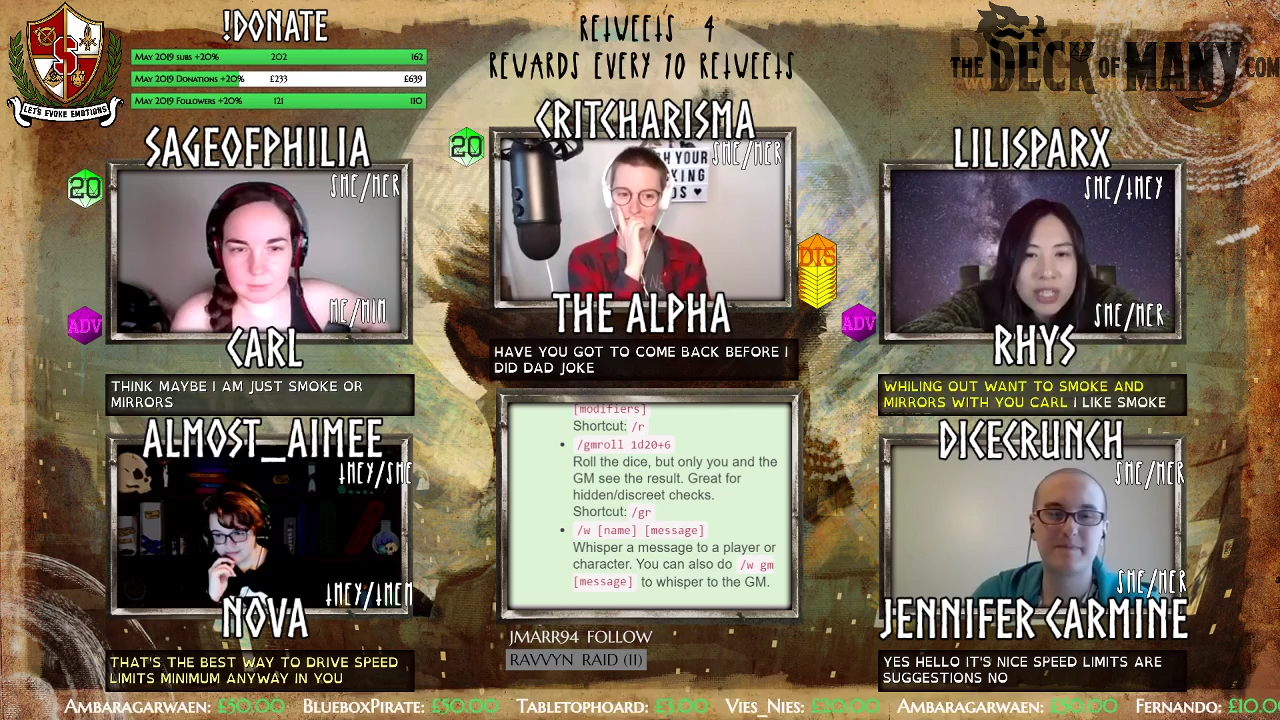 !DONATE
MAY 2019 SUBS +20% 202 162
MAY 2019 DONATIONS +20% £233 £639
MAY 2019 FOLLOWERS +20% 121 110
LET'S EVOKE EMOTIONS
RETWEETS 4
REWARDS EVERY 10 RETWEETS
THE DECK OF MANY .COM
SAGEOFPHILIA
20
SHE/HER
HE/HIM
ADV
CARL
THINK MAYBE I AM JUST SMOKE OR
MIRRORS
CRITCHARISMA
20
SHE/HER
H YOUR
KING
DS ♥
DIS
THE ALPHA
HAVE YOU GOT TO COME BACK BEFORE I
DID DAD JOKE
LILISPARX
SHE/THEY
SHE/HER
ADV
RHYS
WHILING OUT WANT TO SMOKE AND
MIRRORS WITH YOU CARL I LIKE SMOKE
ALMOST_AIMEE
THEY/SHE
THEY/THEM
NOVA
THAT'S THE BEST WAY TO DRIVE SPEED
LIMITS MINIMUM ANYWAY IN YOU
[modifiers]
Shortcut: /r
• /gmroll 1d20+6
Roll the dice, but only you and the
GM see the result. Great for
hidden/discreet checks.
Shortcut: /gr
• /w [name] [message]
Whisper a message to a player or
character. You can also do /w gm
[message] to whisper to the GM.
JMARR94 FOLLOW
RAVVYN RAID (11)
DICECRUNCH
SHE/HER
SHE/HER
JENNIFER CARMINE
YES HELLO IT'S NICE SPEED LIMITS ARE
SUGGESTIONS NO
AMBARAGARWAEN: £50.00 BLUEBOXPIRATE: £50.00 TABLETOPHOARD: £3.00 VIES_NIES: £20.00 AMBARAGARWAEN: £50.00 FERNANDO: £10.0